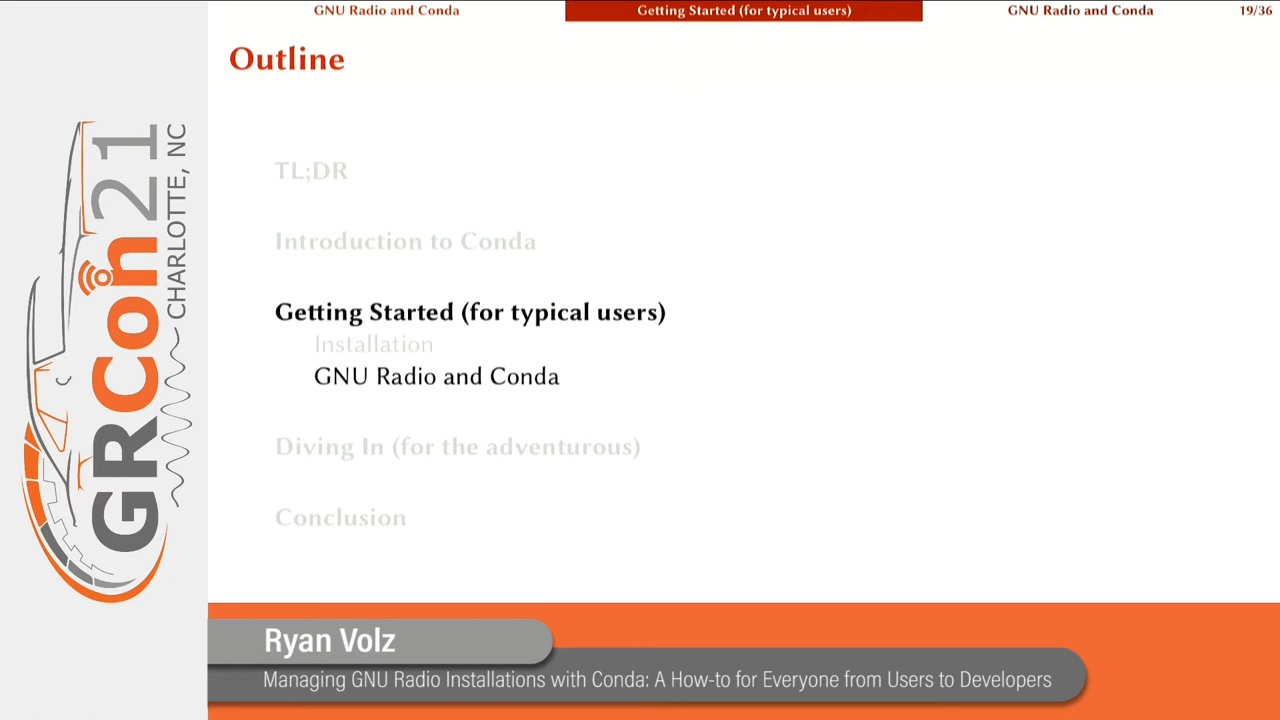 GNU Radio and Conda
Getting Started (for typical users)
GNU Radio and Conda
19/36
Outline
TL;DR
Introduction to Conda
Getting Started (for typical users)
Installation
GNU Radio and Conda
Diving In (for the adventurous)
Conclusion
GRCon21
CHARLOTTE, NC
Ryan Volz
Managing GNU Radio Installations with Conda: A How-to for Everyone from Users to Developers